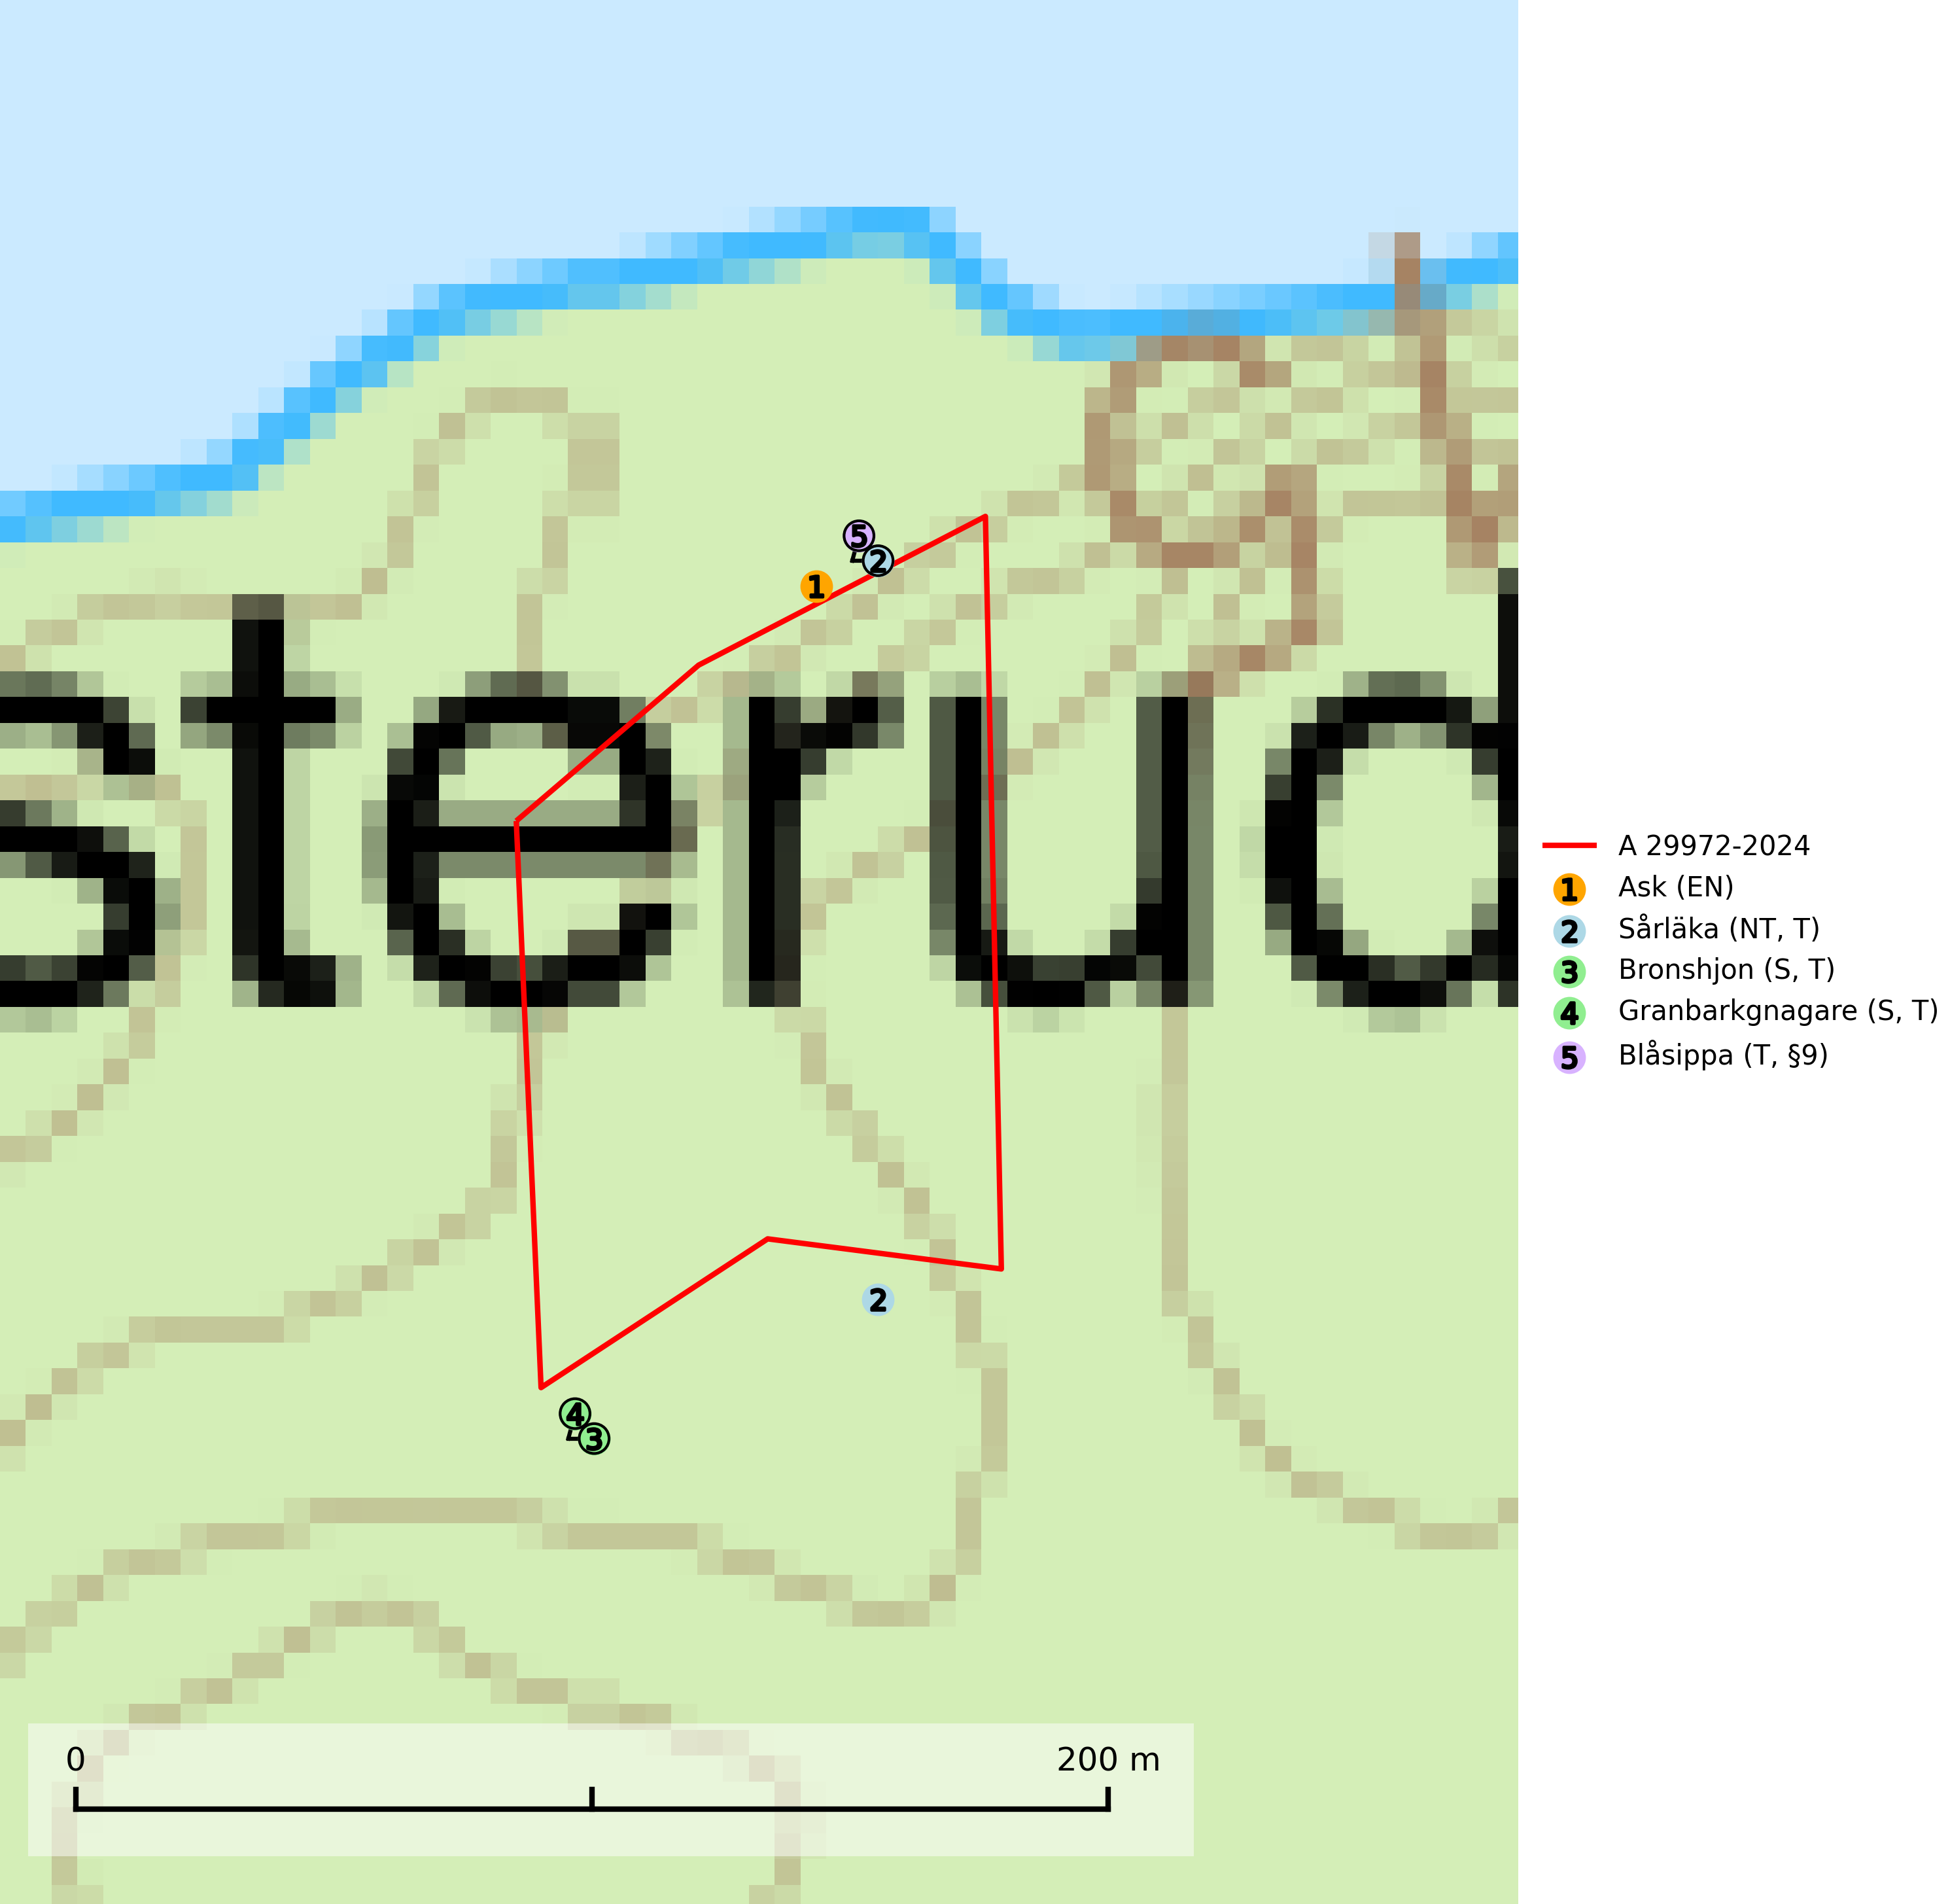 5
2
1
sterud
2
4
3
0
200 m
A 29972-2024
1 Ask (EN)
2 Sårläka (NT, T)
3 Bronshjon (S, T)
4 Granbarkgnagare (S, T)
5 Blåsippa (T, §9)